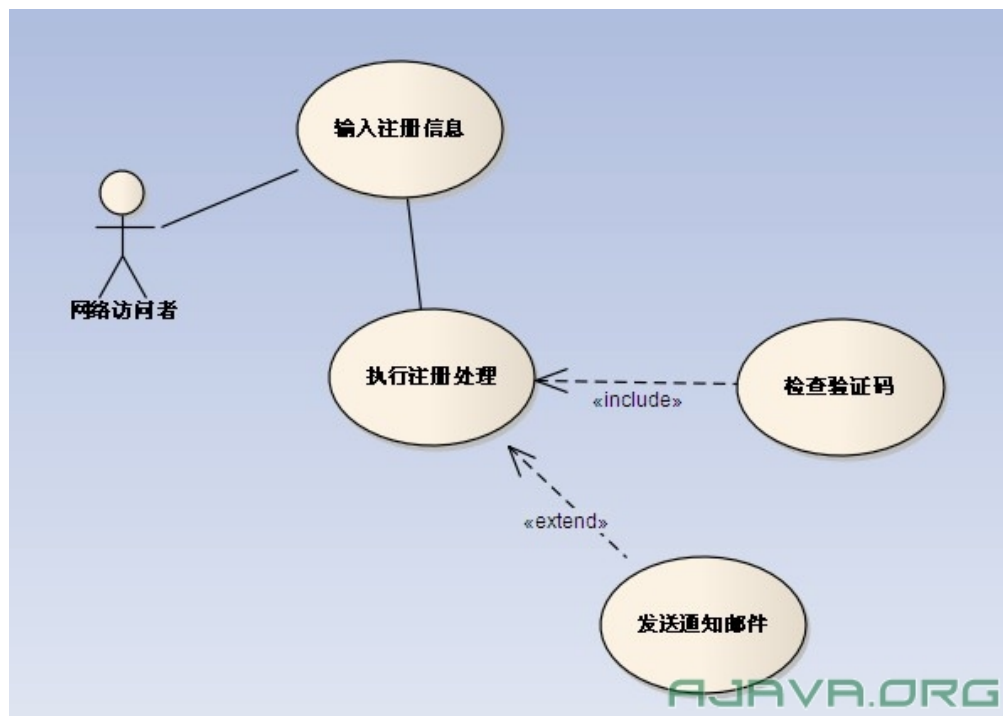 输入注册信息
网络访问者
执行注册处理
检查验证码
«include»
«extend»
发送通知邮件
AJAVA.ORG